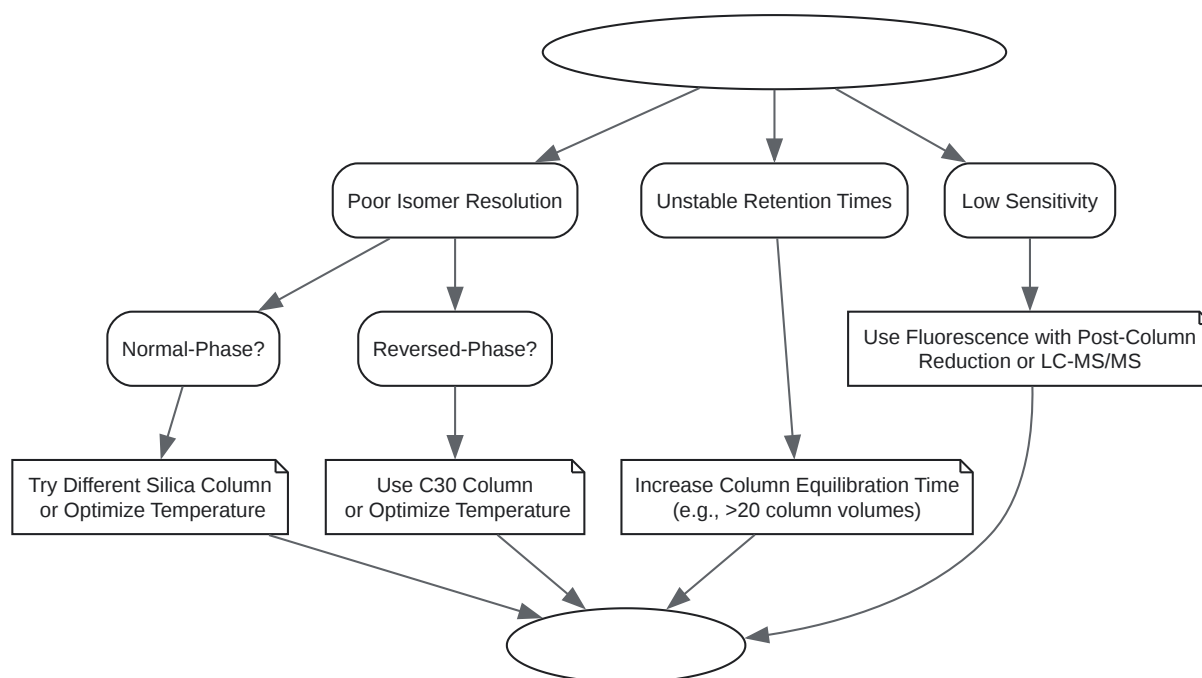 Poor Isomer Resolution
Unstable Retention Times
Low Sensitivity
Normal-Phase?
Reversed-Phase?
Use Fluorescence with Post-Column
Reduction or LC-MS/MS
Try Different Silica Column
or Optimize Temperature
Use C30 Column
or Optimize Temperature
Increase Column Equilibration Time
(e.g., >20 column volumes)